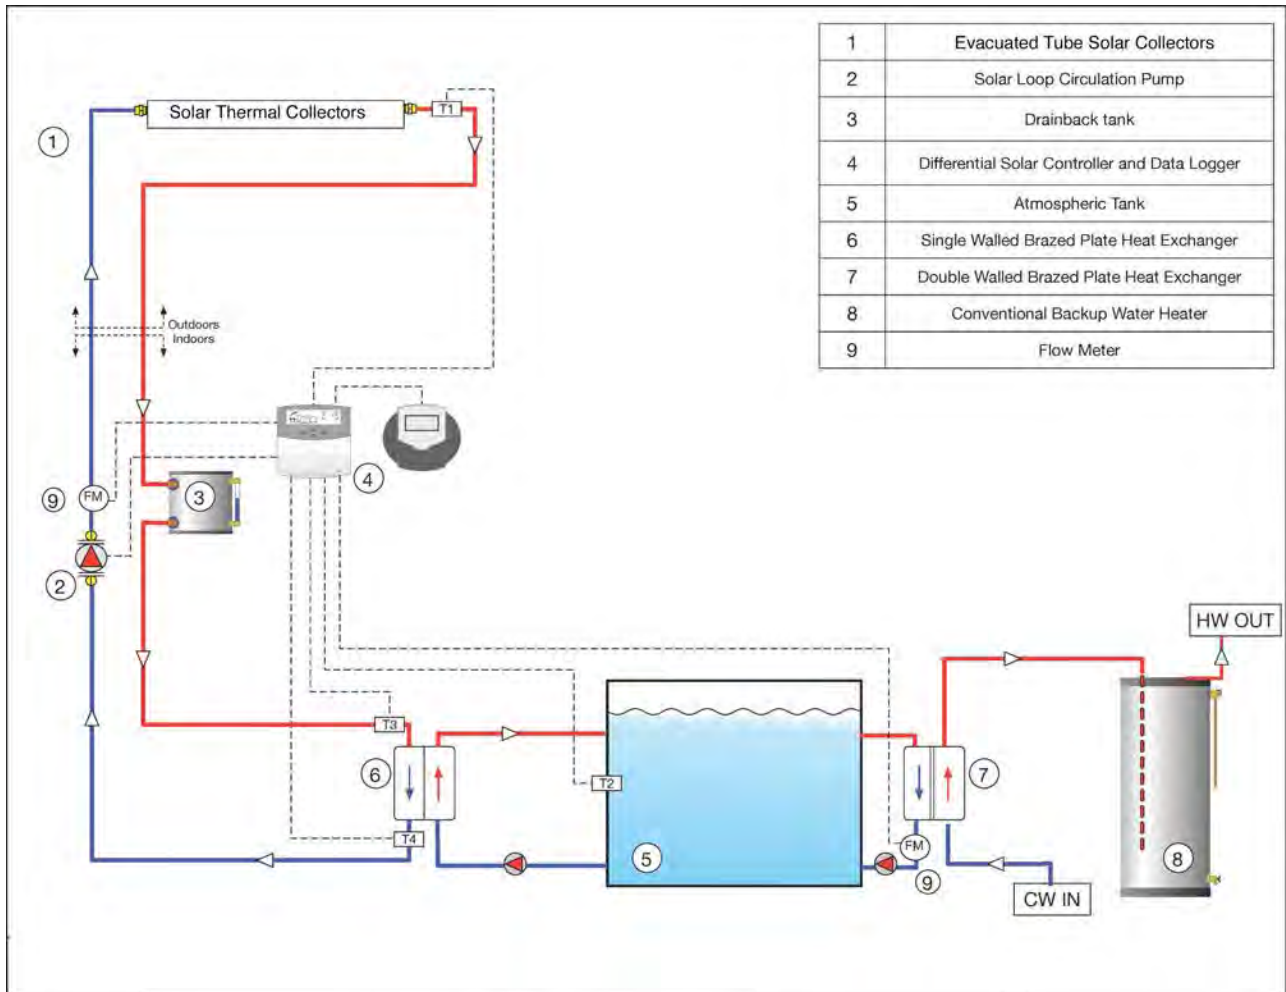 1 Evacuated Tube Solar Collectors
2 Solar Loop Circulation Pump
3 Drainback tank
4 Differential Solar Controller and Data Logger
5 Atmospheric Tank
6 Single Walled Brazed Plate Heat Exchanger
7 Double Walled Brazed Plate Heat Exchanger
8 Conventional Backup Water Heater
9 Flow Meter
Solar Thermal Collectors
T1
1
Outdoors
Indoors
4
9
FM
3
2
HW OUT
T3
6
T2
7
T4
5
FM
9
8
CW IN